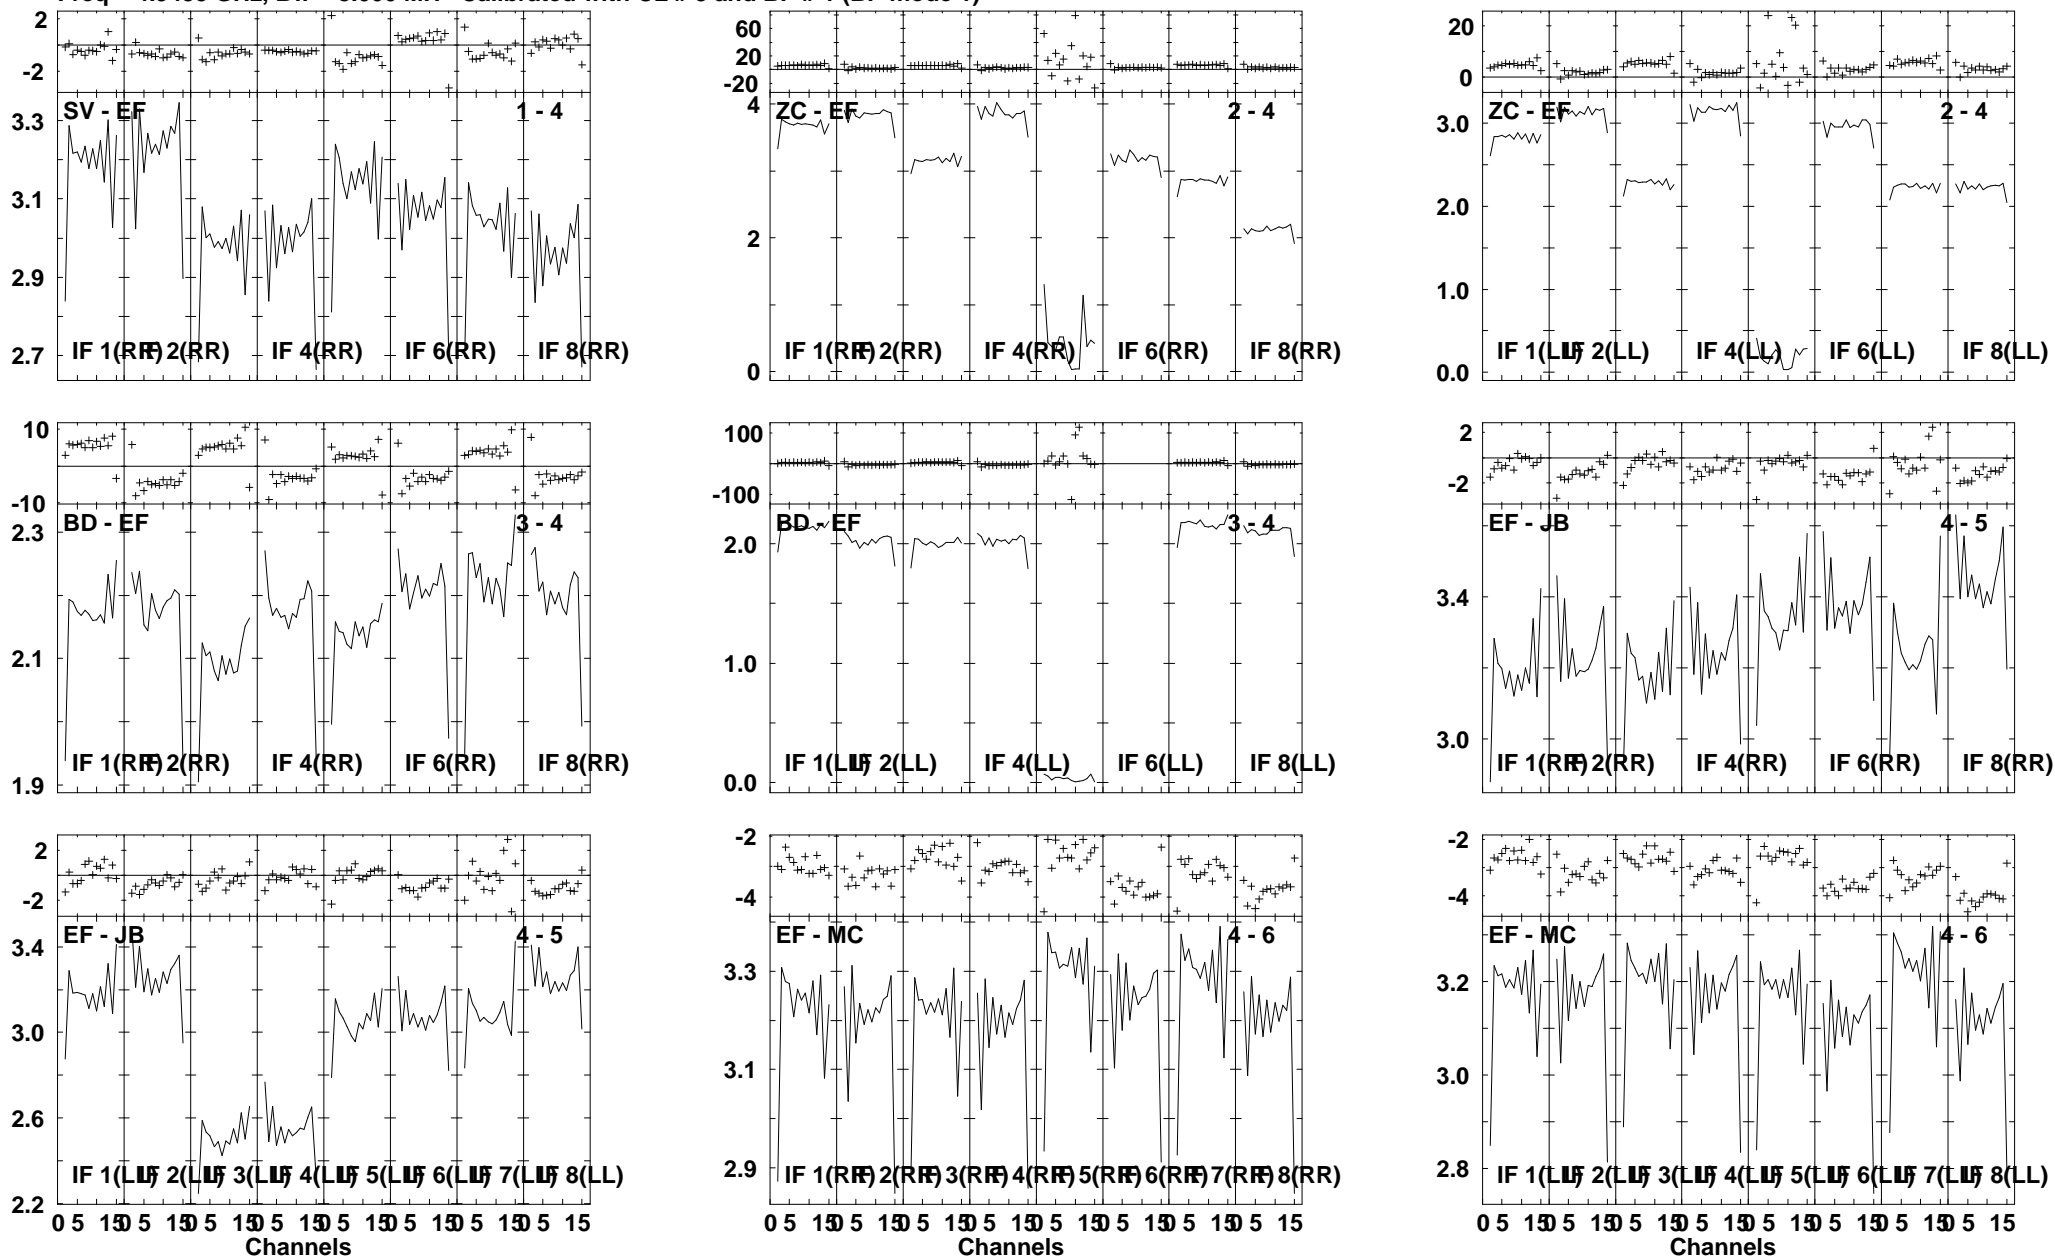 2
-2
SV - EF
1 - 4
3.3
3.1
2.9
2.7
IF 1(RR)
IF 2(RR)
IF 4(RR)
IF 6(RR)
IF 8(RR)
60
20
-20
ZC - EF
2 - 4
4
2
0
IF 1(RR)
IF 2(RR)
IF 4(RR)
IF 6(RR)
IF 8(RR)
20
0
ZC - EF
2 - 4
3.0
2.0
1.0
0.0
IF 1(LL)
IF 2(LL)
IF 4(LL)
IF 6(LL)
IF 8(LL)
10
-10
BD - EF
3 - 4
2.3
2.1
1.9
IF 1(RR)
IF 2(RR)
IF 4(RR)
IF 6(RR)
IF 8(RR)
100
-100
BD - EF
3 - 4
2.0
1.0
0.0
IF 1(LL)
IF 2(LL)
IF 4(LL)
IF 6(LL)
IF 8(LL)
2
-2
EF - JB
4 - 5
3.4
3.0
IF 1(RR)
IF 2(RR)
IF 4(RR)
IF 6(RR)
IF 8(RR)
2
-2
EF - JB
4 - 5
3.4
3.0
2.6
2.2
IF 1(LL)
IF 2(LL)
IF 3(LL)
IF 4(LL)
IF 5(LL)
IF 6(LL)
IF 7(LL)
IF 8(LL)
0 5 15 0 5 15 0 5 15 0 5 15 0 5 15 0 5 15 0 5 15 0 5 15
Channels
-2
-4
EF - MC
4 - 6
3.3
3.1
2.9
IF 1(RR)
IF 2(RR)
IF 3(RR)
IF 4(RR)
IF 5(RR)
IF 6(RR)
IF 7(RR)
IF 8(RR)
0 5 15 0 5 15 0 5 15 0 5 15 0 5 15 0 5 15 0 5 15 0 5 15
Channels
-2
-4
EF - MC
4 - 6
3.2
3.0
2.8
IF 1(LL)
IF 2(LL)
IF 3(LL)
IF 4(LL)
IF 5(LL)
IF 6(LL)
IF 7(LL)
IF 8(LL)
0 5 15 0 5 15 0 5 15 0 5 15 0 5 15 0 5 15 0 5 15 0 5 15
Channels